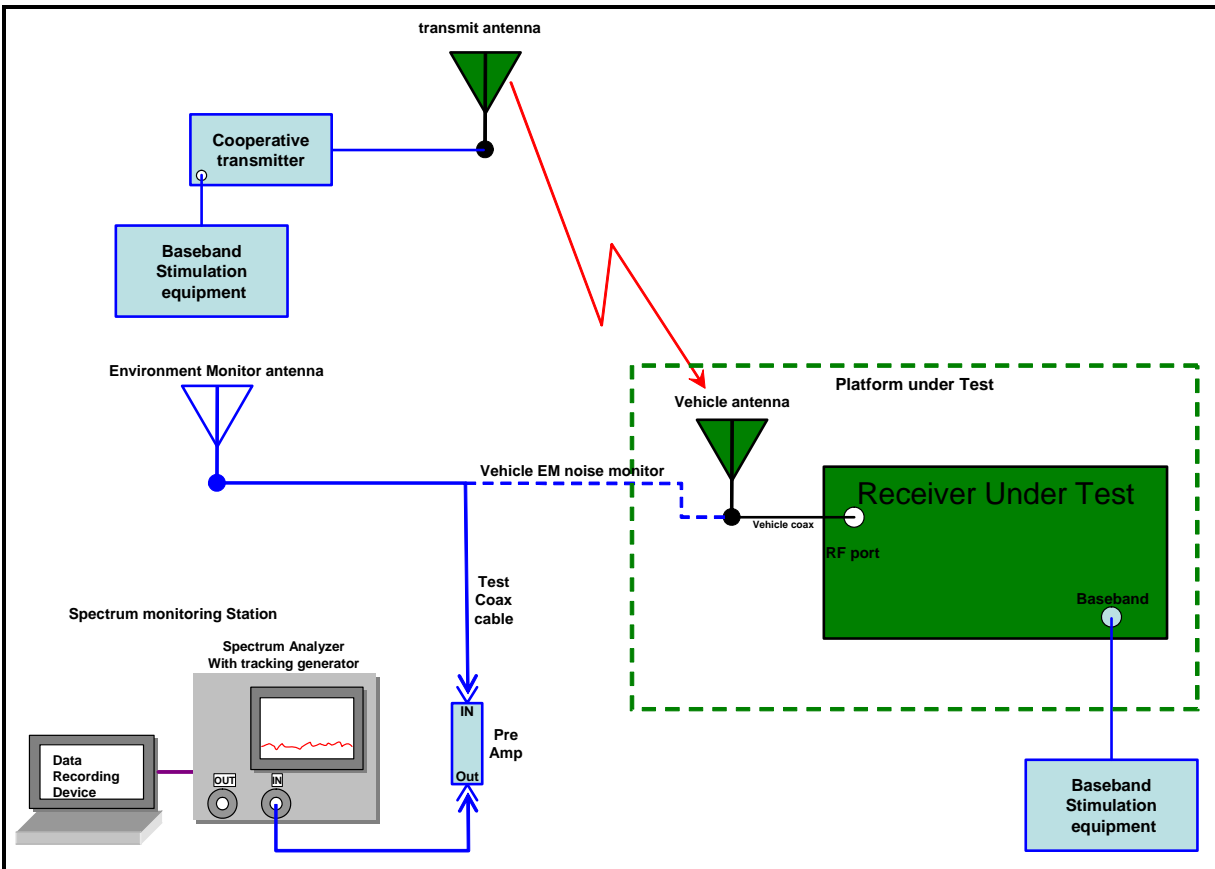 transmit antenna
Cooperative
transmitter
Baseband
Stimulation
equipment
Environment Monitor antenna
Platform under Test
Vehicle antenna
Vehicle EM noise monitor
Receiver Under Test
Vehicle coax
RF port
Baseband
Test
Coax
cable
Spectrum monitoring Station
Spectrum Analyzer
With tracking generator
IN
Pre
Amp
Out
Data
Recording
Device
OUT
IN
Baseband
Stimulation
equipment